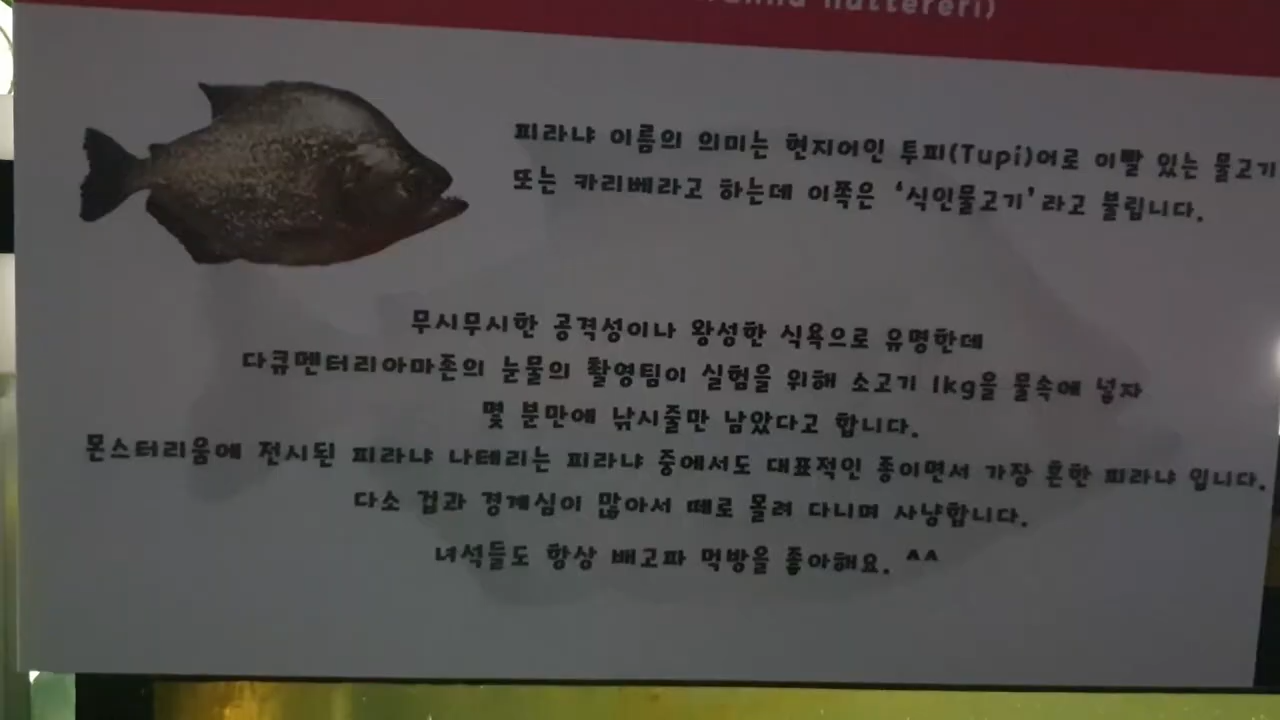 nattereri)
피라냐 이름의 의미는 현지어인 투피(Tupi)어로 이빨 있는 물고기
또는 카리베라고 하는데 이쪽은 ‘식인물고기’라고 불립니다.
무시무시한 공격성이나 왕성한 식욕으로 유명한데
다큐멘터리아마존의 눈물의 촬영팀이 실험을 위해 소고기 1kg을 물속에 넣자
몇 분만에 낚시줄만 남았다고 합니다.
몬스터리움에 전시된 피라냐 나테리는 피라냐 중에서도 대표적인 종이면서 가장 흔한 피라냐 입니다.
다소 겁과 경계심이 많아서 떼로 몰려 다니며 사냥합니다.
녀석들도 항상 배고파 먹방을 좋아해요. ^^